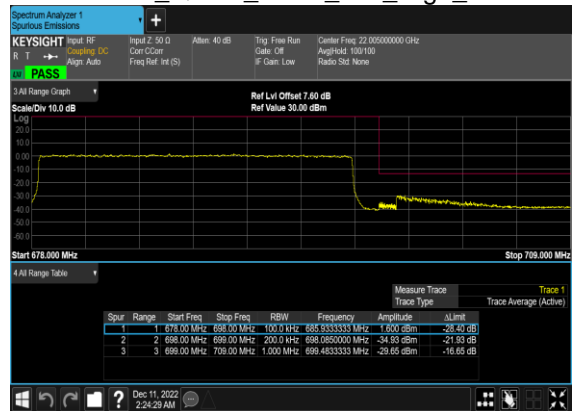 Spectrum Analyzer 1
Spurious Emissions
+
KEYSIGHT Input: RF Input Z: 50 Ω Atten: 40 dB Trig: Free Run Center Freq: 22.005000000 GHz
R T Coupling: DC Corr CCorr Gate: Off Avg|Hold: 100/100
Align: Auto Freq Ref: Int (S) IF Gain: Low Radio Std: None
LW PASS
3 All Range Graph Ref Lvl Offset 7.60 dB
Scale/Div 10.0 dB Ref Value 30.00 dBm
Log
20.0
10.0
0.00
-10.0
-20.0
-30.0
-40.0
-50.0
-60.0
Start 678.000 MHz Stop 709.000 MHz
4 All Range Table
Measure Trace Trace 1
Trace Type Trace Average (Active)
Spur Range Start Freq Stop Freq RBW Frequency Amplitude ΔLimit
1 1 678.00 MHz 698.00 MHz 100.0 kHz 685.9333333 MHz 1.600 dBm -28.40 dB
2 2 698.00 MHz 699.00 MHz 200.0 kHz 698.0850000 MHz -34.93 dBm -21.93 dB
3 3 699.00 MHz 709.00 MHz 1.000 MHz 699.4833333 MHz -29.65 dBm -16.65 dB
? Dec 11, 2022
2:24:29 AM